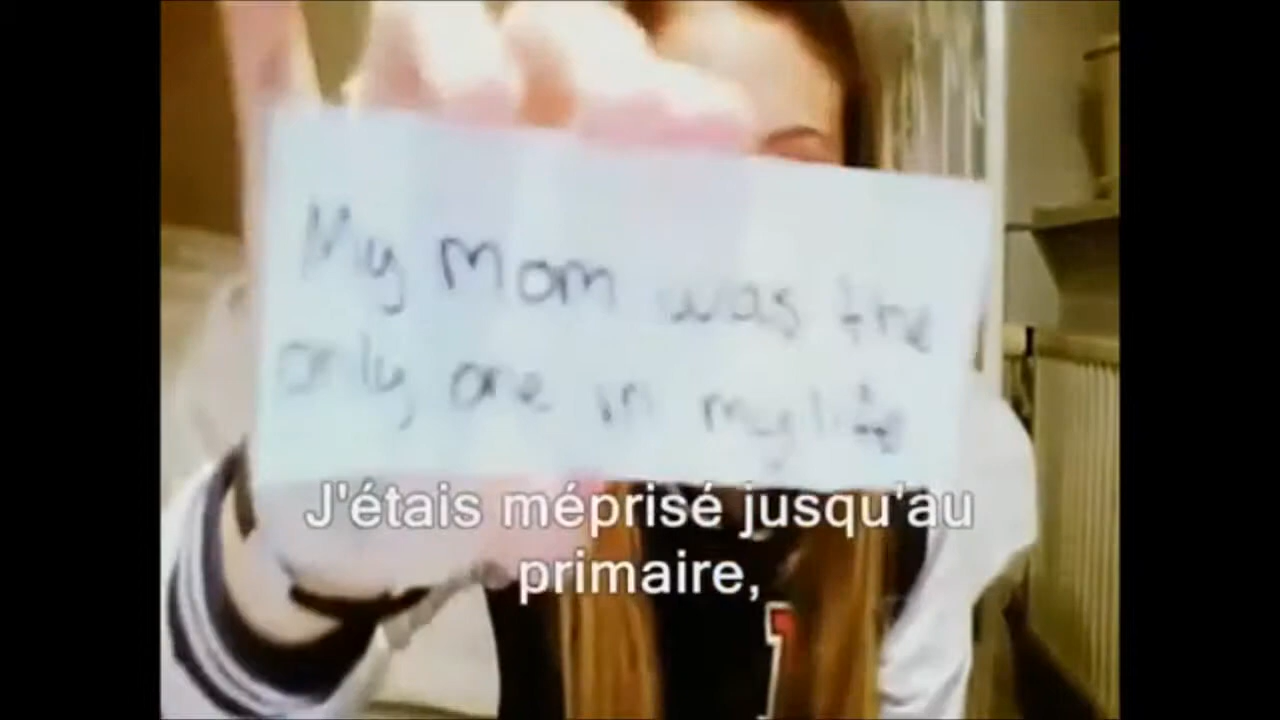 My Mom was the
only one in my life
J'étais méprisé jusqu'au
primaire,